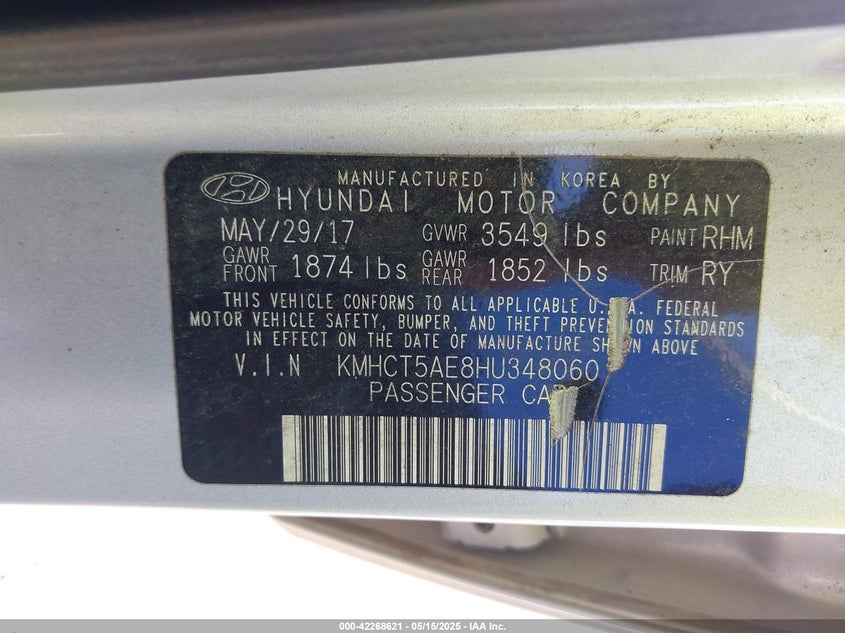 MANUFACTURED IN KOREA BY
HYUNDAI MOTOR COMPANY
MAY/29/17 GVWR 3549 lbs PAINT RHM
GAWR FRONT 1874 lbs GAWR REAR 1852 lbs TRIM RY
THIS VEHICLE CONFORMS TO ALL APPLICABLE U.S.A. FEDERAL
MOTOR VEHICLE SAFETY, BUMPER, AND THEFT PREVENTION STANDARDS
IN EFFECT ON THE DATE OF MANUFACTURE SHOWN ABOVE
V.I.N KMHCT5AE8HU348060
PASSENGER CAR
000-42268621 - 05/15/2025 - IAA Inc.